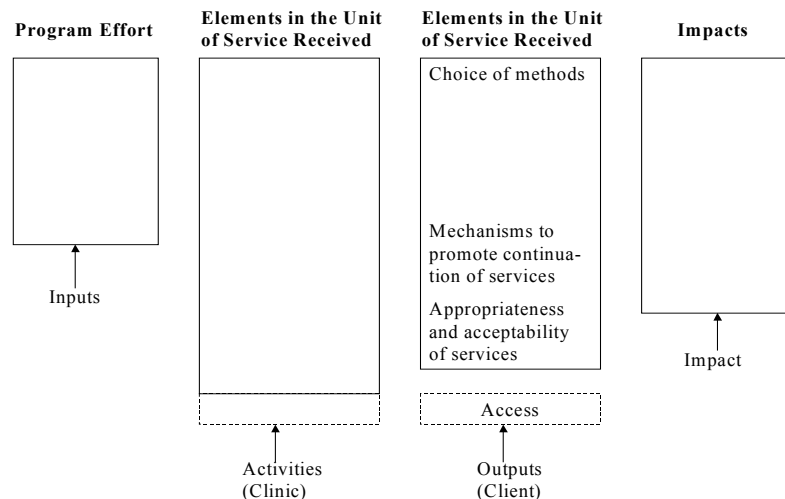 Program Effort
Elements in the Unit
of Service Received
Elements in the Unit
of Service Received
Impacts
Choice of methods
Mechanisms to
promote continua-
tion of services
Appropriateness
and acceptability
of services
Inputs
Impact
Access
Activities
(Clinic)
Outputs
(Client)